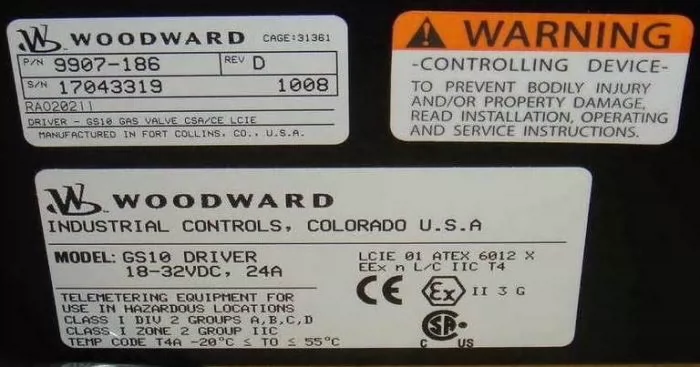 WOODWARD CAGE:31361
P/N 9907-186 REV D
S/N 17043319 1008
RA020211
DRIVER - GS10 GAS VALVE CSA/CE LCIE
MANUFACTURED IN FORT COLLINS, CO., U.S.A.
WARNING
-CONTROLLING DEVICE-
TO PREVENT BODILY INJURY
AND/OR PROPERTY DAMAGE,
READ INSTALLATION, OPERATING
AND SERVICE INSTRUCTIONS.
WOODWARD
INDUSTRIAL CONTROLS, COLORADO U.S.A
MODEL: GS10 DRIVER
18-32VDC, 24A
LCIE 01 ATEX 6012 X
EEx n L/C IIC T4
CE Ex II 3 G
TELEMETERING EQUIPMENT FOR
USE IN HAZARDOUS LOCATIONS
CLASS I DIV 2 GROUPS A,B,C,D
CLASS I ZONE 2 GROUP IIC
TEMP CODE T4A -20°C ≤ TO ≤ 55°C
SA
C US